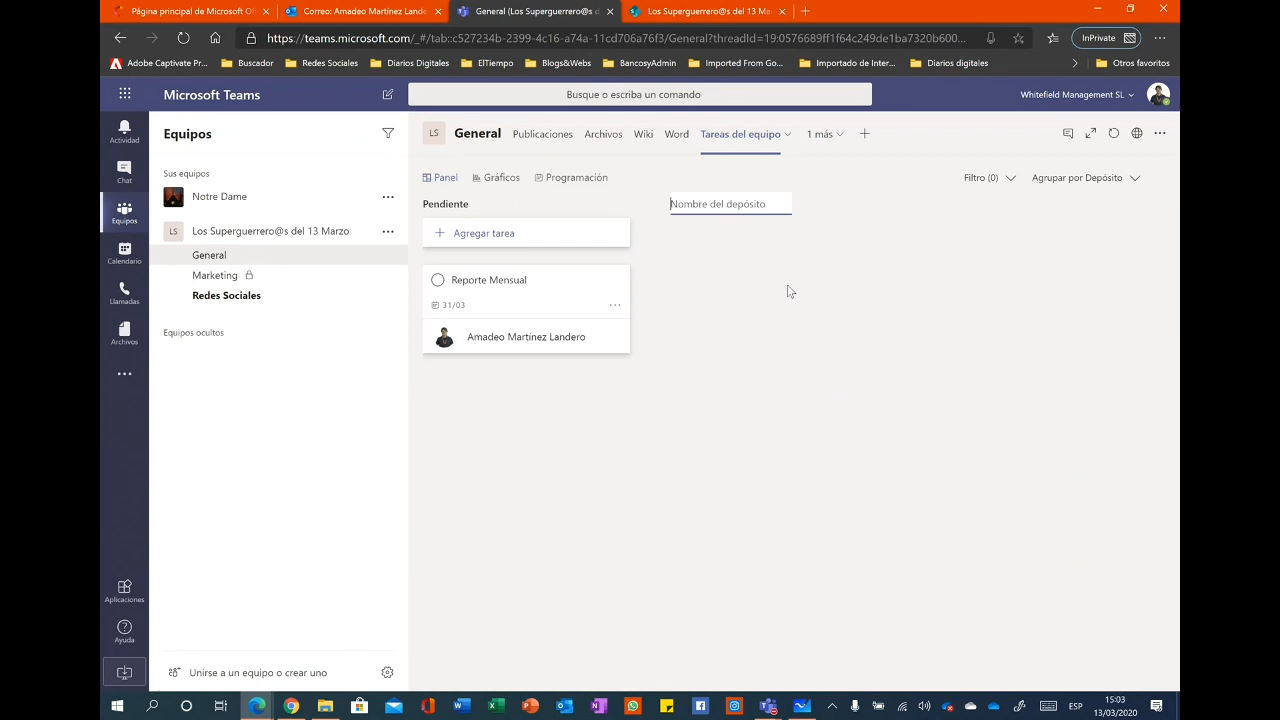 Página principal de Microsoft Of
Correo: Amadeo Martínez Lande
General (Los Superguerrero@s d
Los Superguerrero@s del 13 Ma
https://teams.microsoft.com/_#/tab::c527234b-2399-4c16-a74a-11cd706a76f3/General?threadId=19:0576689ff1f64c249de1ba7320b600...
InPrivate
Adobe Captivate Pr...
Buscador
Redes Sociales
Diarios Digitales
ElTiempo
Blogs&Webs
BancosyAdmin
Imported From Go...
Importado de Inter...
Diarios digitales
Otros favoritos
Microsoft Teams
Busque o escriba un comando
Whitefield Management SL
Actividad
Chat
Equipos
Calendario
Llamadas
Archivos
Aplicaciones
Ayuda
Equipos
Sus equipos
Notre Dame
LS Los Superguerrero@s del 13 Marzo
General
Marketing
Redes Sociales
Equipos ocultos
Unirse a un equipo o crear uno
LS General Publicaciones Archivos Wiki Word Tareas del equipo 1 más
Panel Gráficos Programación
Filtro (0) Agrupar por Depósito
Pendiente
Nombre del depósito
Agregar tarea
Reporte Mensual
31/03
Amadeo Martínez Landero
ESP
15:03
13/03/2020